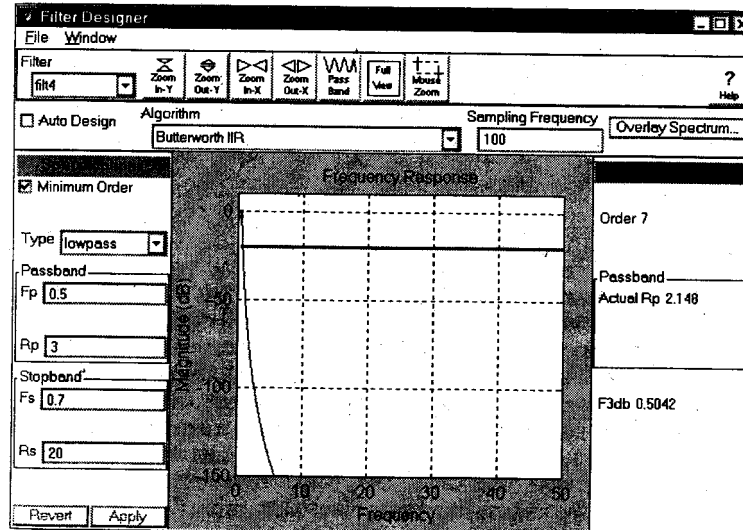 Filter Designer
File Window
Filter
filt4
Zoom In-Y
Zoom Out-Y
Zoom In-X
Zoom Out-X
Pass Band
Full View
Mouse Zoom
?
Help
Auto Design
Algorithm
Butterworth IIR
Sampling Frequency
100
Overlay Spectrum...
Minimum Order
Type lowpass
Passband
Fp 0.5
Rp 3
Stopband
Fs 0.7
Rs 20
Revert Apply
Frequency Response
Magnitude (dB)
0
-50
-100
-150
0 10 20 30 40 50
Frequency
Order 7
Passband
Actual Rp 2.148
F3db 0.5042